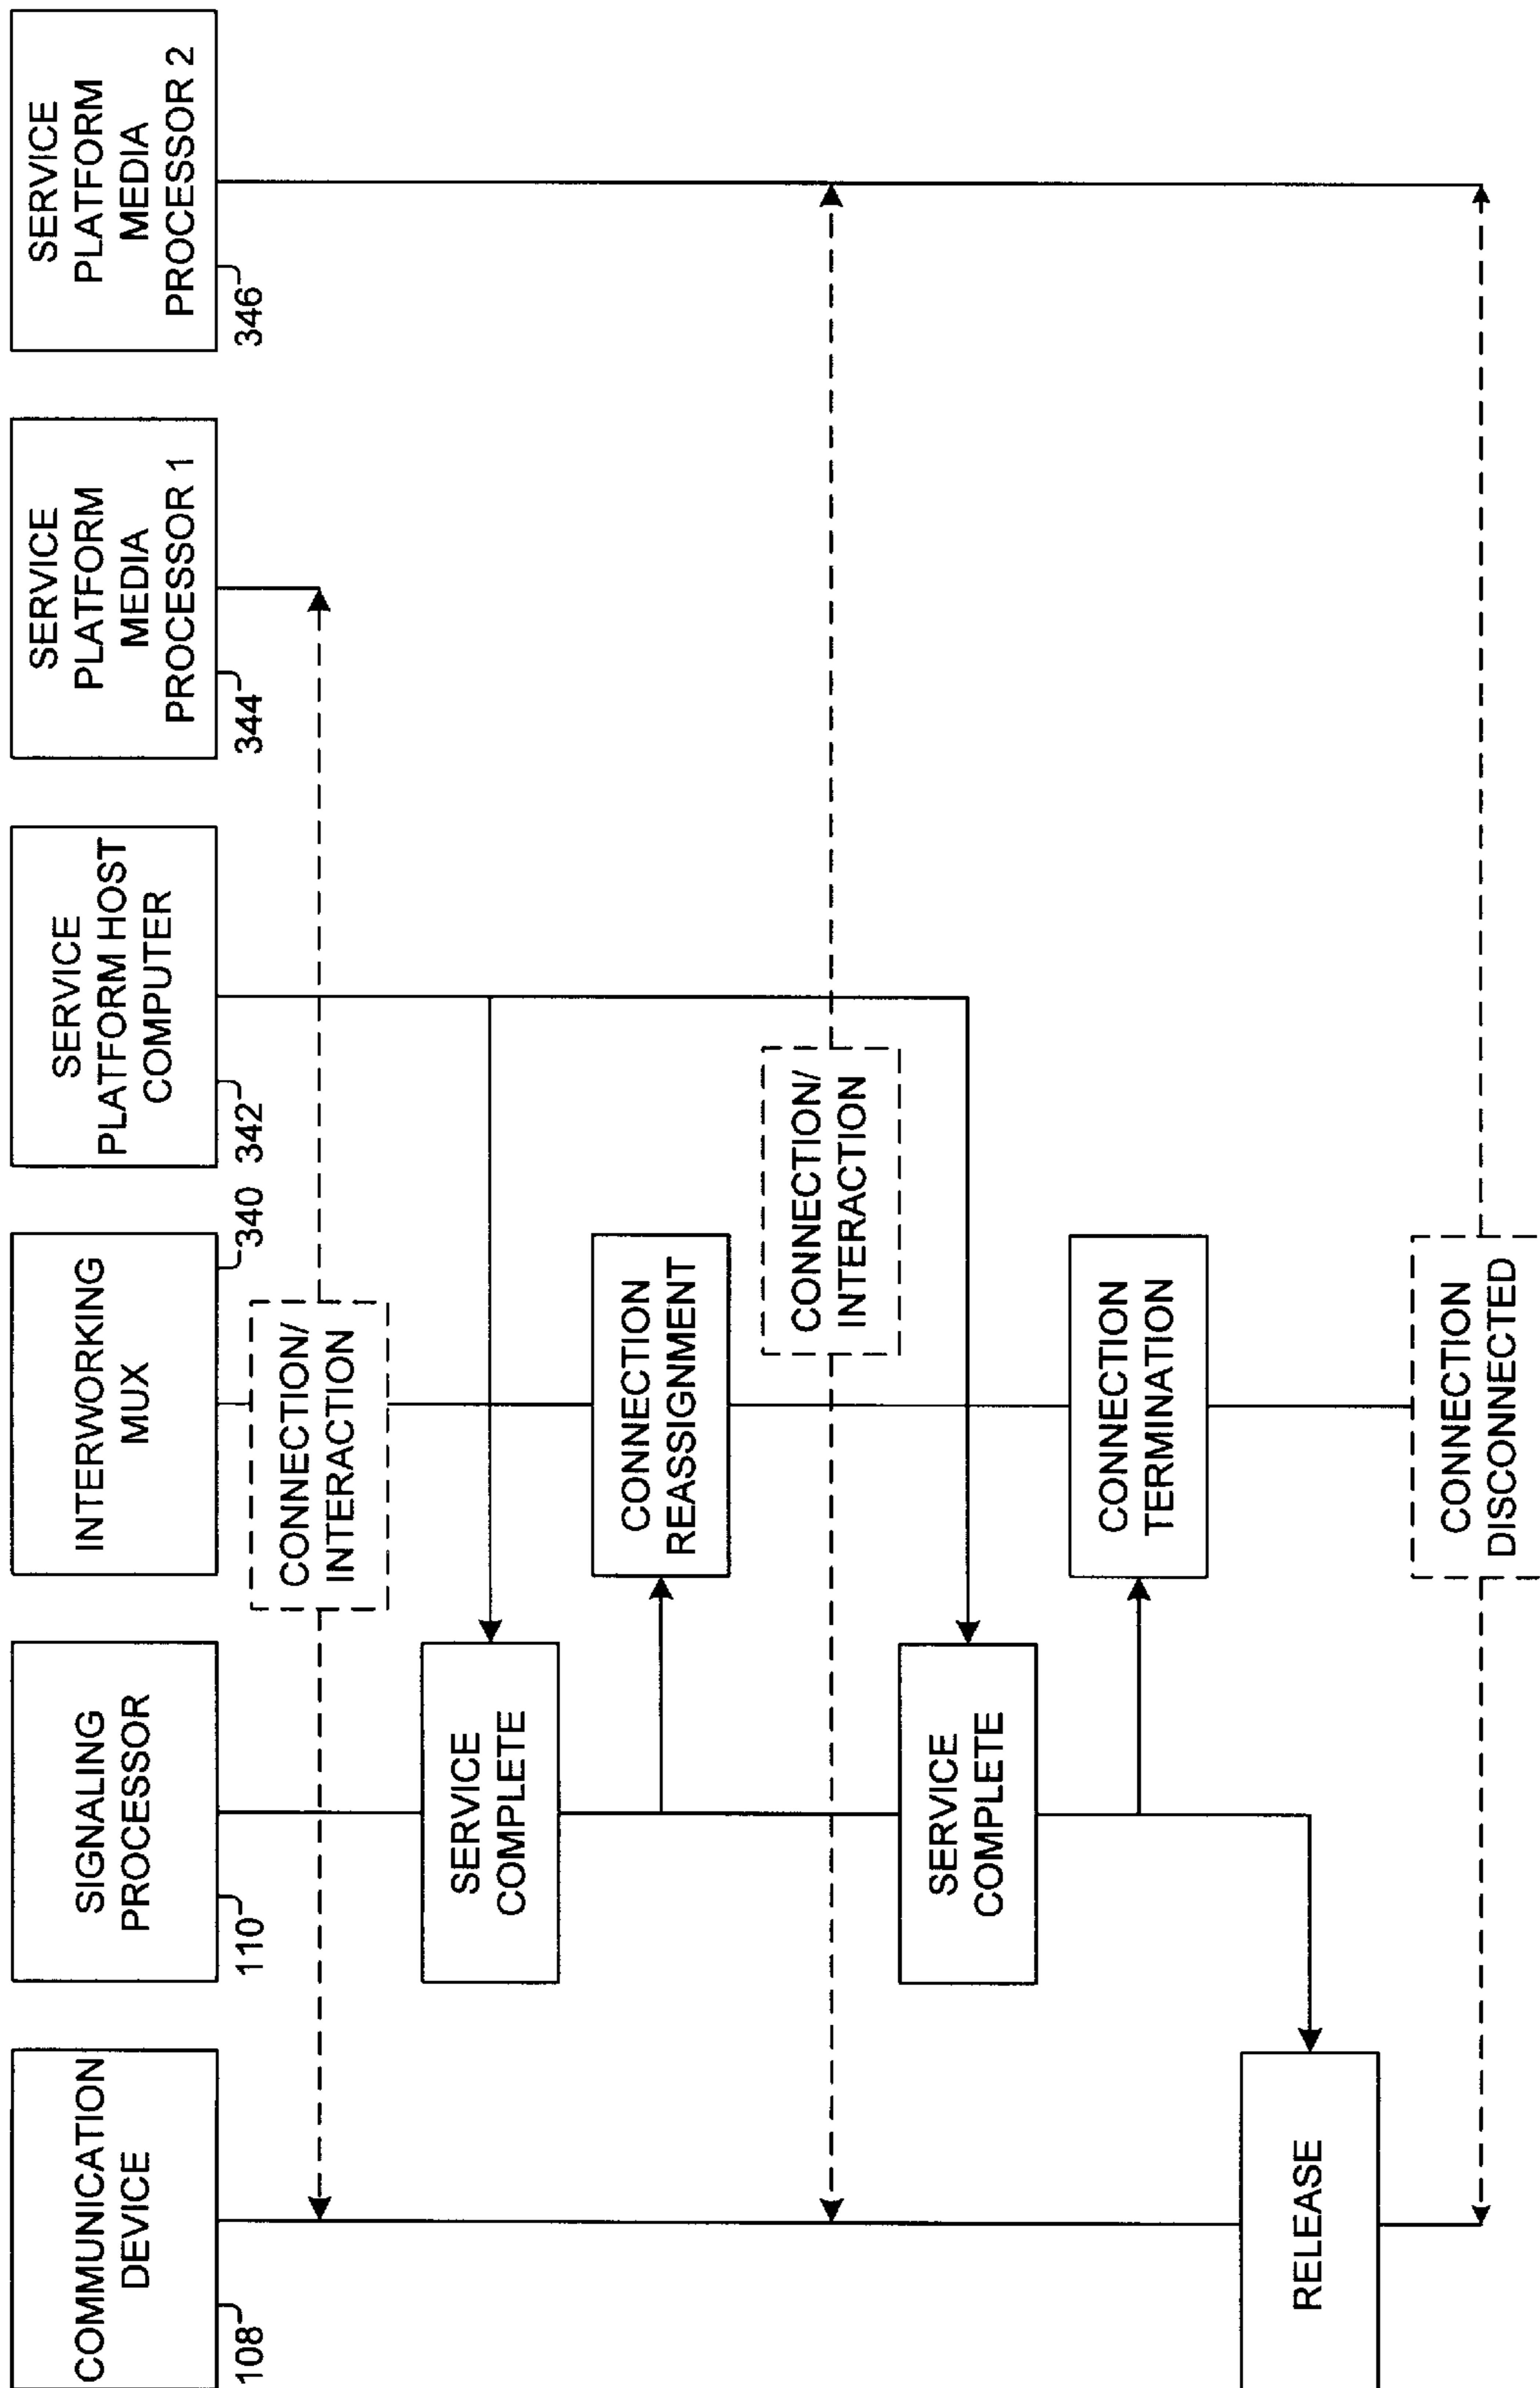 COMMUNICATION
DEVICE
108
SIGNALING
PROCESSOR
110
INTERWORKING
MUX
340
SERVICE
PLATFORM HOST
COMPUTER
342
SERVICE
PLATFORM
MEDIA
PROCESSOR 1
344
SERVICE
PLATFORM
MEDIA
PROCESSOR 2
346
CONNECTION/
INTERACTION
SERVICE
COMPLETE
CONNECTION
REASSIGNMENT
CONNECTION/
INTERACTION
SERVICE
COMPLETE
CONNECTION
TERMINATION
RELEASE
CONNECTION
DISCONNECTED